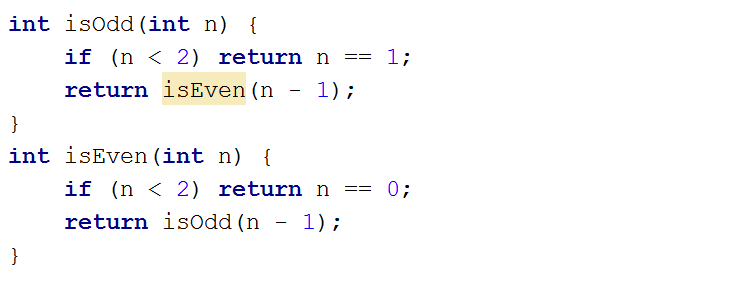 int isOdd(int n) {
    if (n < 2) return n == 1;
    return isEven(n - 1);
}
int isEven(int n) {
    if (n < 2) return n == 0;
    return isOdd(n - 1);
}